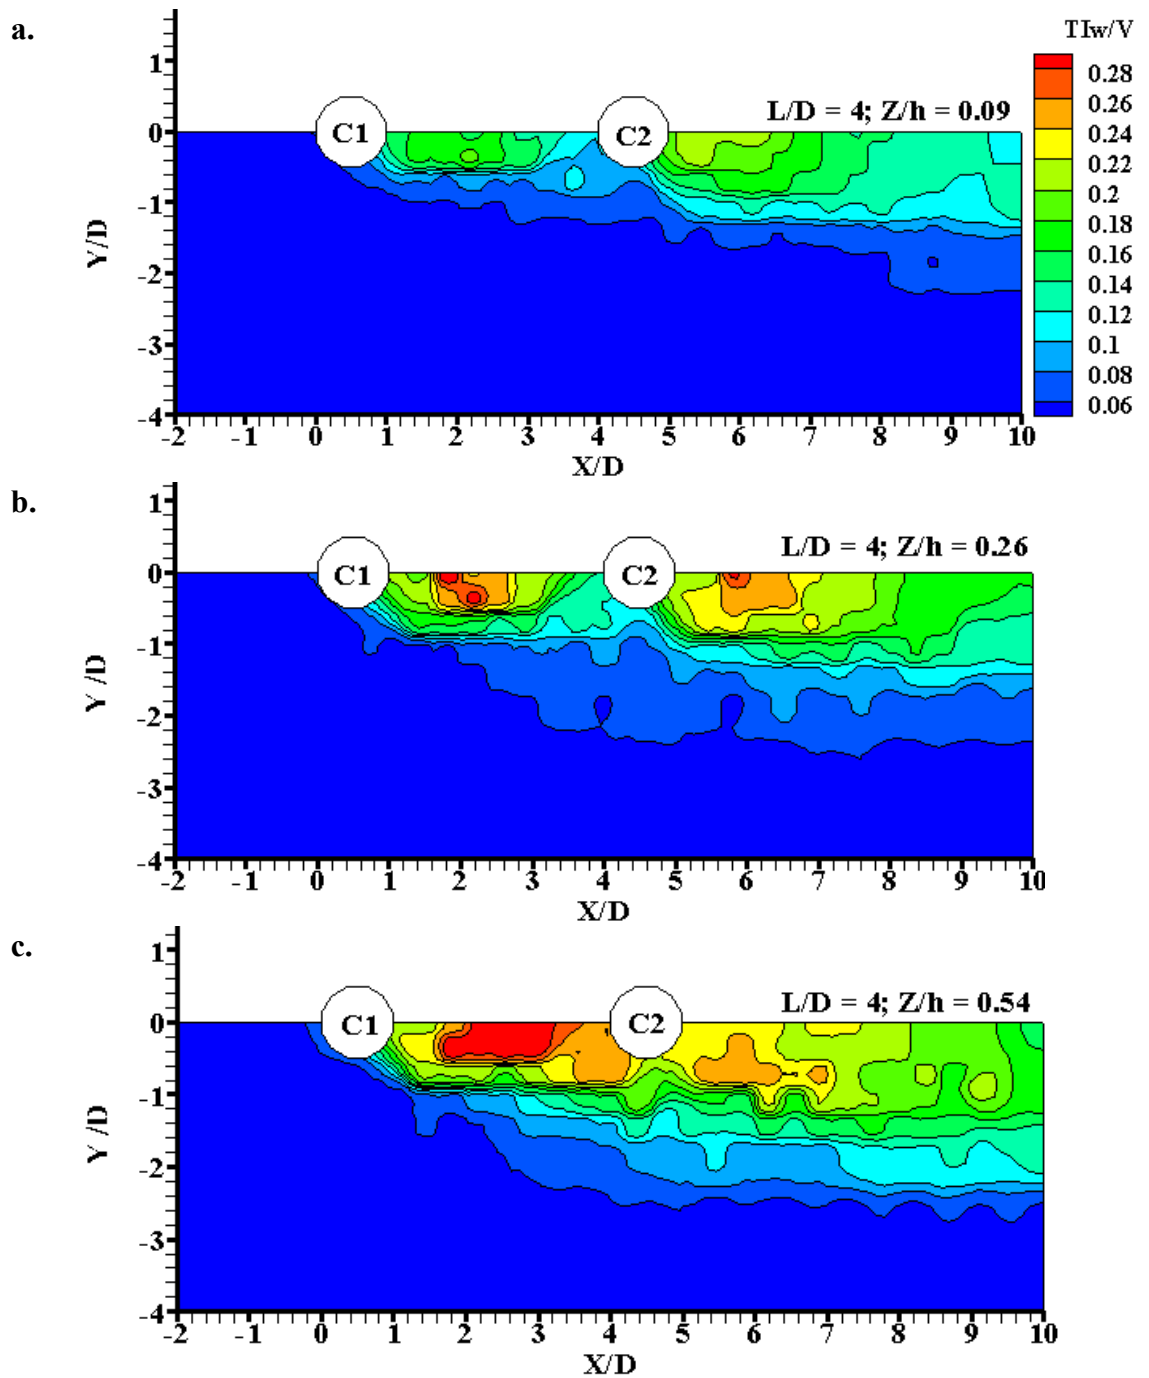 a.
TIw/V
L/D = 4; Z/h = 0.09
C1
C2
1
0
-1
-2
-3
-4
Y/D
-2 -1 0 1 2 3 4 5 6 7 8 9 10
X/D
0.28
0.26
0.24
0.22
0.2
0.18
0.16
0.14
0.12
0.1
0.08
0.06
b.
L/D = 4; Z/h = 0.26
C1
C2
1
0
-1
-2
-3
-4
Y /D
-2 -1 0 1 2 3 4 5 6 7 8 9 10
X/D
c.
L/D = 4; Z/h = 0.54
C1
C2
1
0
-1
-2
-3
-4
Y /D
-2 -1 0 1 2 3 4 5 6 7 8 9 10
X/D